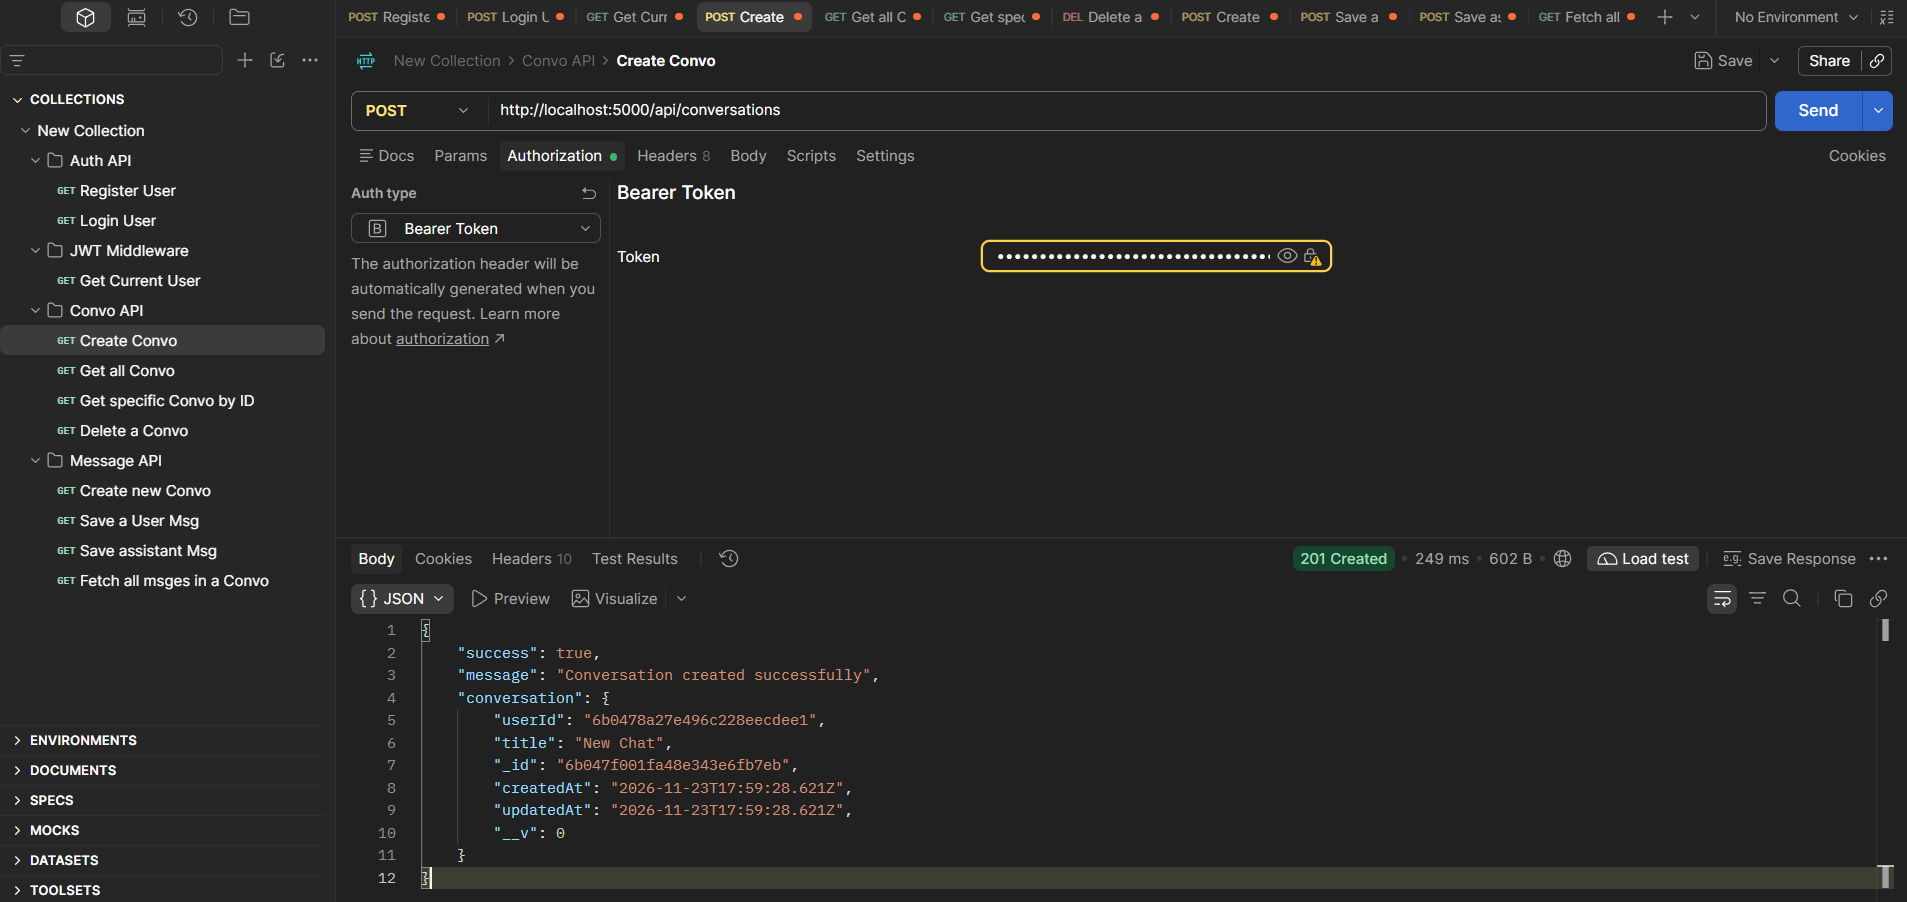 POST Registe
POST Login U
GET Get Curr
POST Create
GET Get all C
GET Get spec
DEL Delete a
POST Create
POST Save a
POST Save as
GET Fetch all
No Environment
HTTP New Collection > Convo API > Create Convo
Save
Share
COLLECTIONS
New Collection
Auth API
GET Register User
GET Login User
JWT Middleware
GET Get Current User
Convo API
GET Create Convo
GET Get all Convo
GET Get specific Convo by ID
GET Delete a Convo
Message API
GET Create new Convo
GET Save a User Msg
GET Save assistant Msg
GET Fetch all msges in a Convo
ENVIRONMENTS
DOCUMENTS
SPECS
MOCKS
DATASETS
TOOLSETS
POST http://localhost:5000/api/conversations
Send
Docs Params Authorization Headers 8 Body Scripts Settings
Cookies
Auth type
B Bearer Token
The authorization header will be
automatically generated when you
send the request. Learn more
about authorization ↗
Bearer Token
Token
Body Cookies Headers 10 Test Results
201 Created • 249 ms • 602 B
Load test
e.g. Save Response
{} JSON Preview Visualize
1 {
2 "success": true,
3 "message": "Conversation created successfully",
4 "conversation": {
5 "userId": "6b0478a27e496c228eecdee1",
6 "title": "New Chat",
7 "_id": "6b047f001fa48e343e6fb7eb",
8 "createdAt": "2026-11-23T17:59:28.621Z",
9 "updatedAt": "2026-11-23T17:59:28.621Z",
10 "__v": 0
11 }
12 }